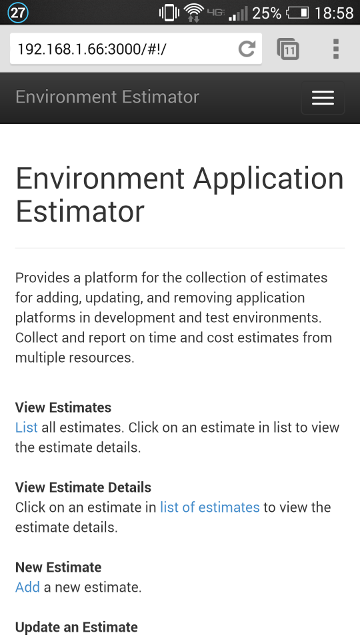 27 4G 25% 18:58
192.168.1.66:3000/#!/ 11
Environment Estimator
Environment Application
Estimator
Provides a platform for the collection of estimates
for adding, updating, and removing application
platforms in development and test environments.
Collect and report on time and cost estimates from
multiple resources.
View Estimates
List all estimates. Click on an estimate in list to view
the estimate details.
View Estimate Details
Click on an estimate in list of estimates to view the
estimate details.
New Estimate
Add a new estimate.
Update an Estimate